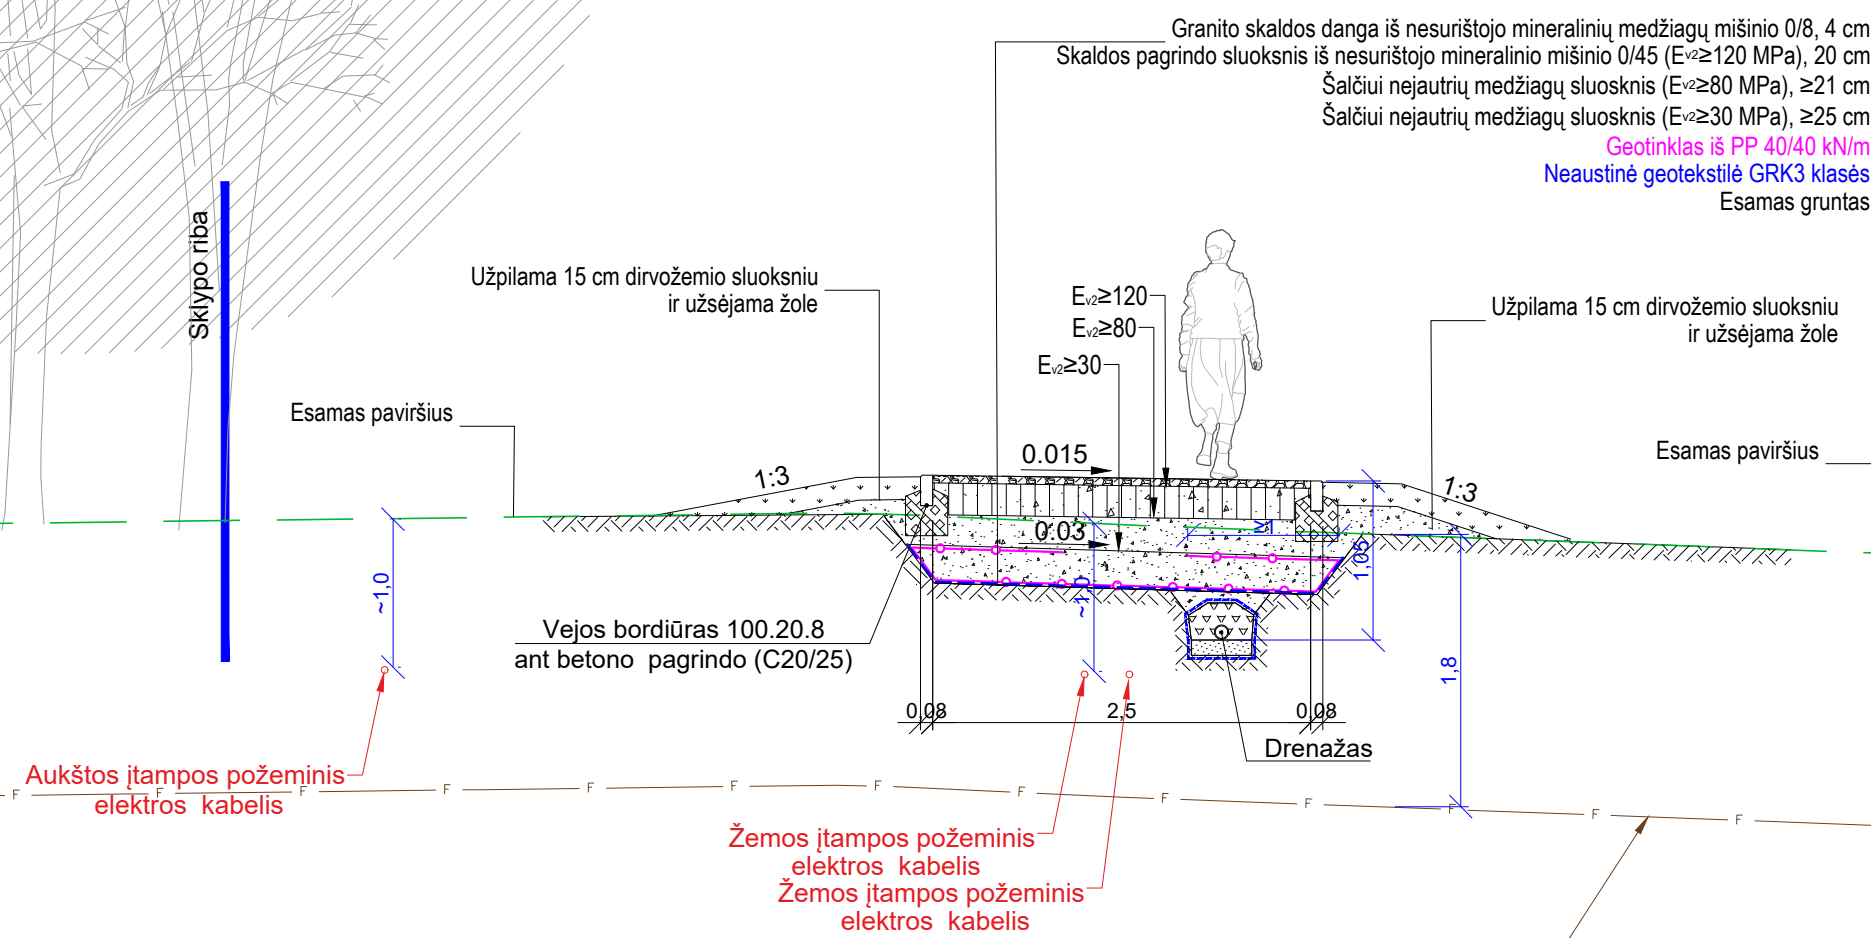 Granito skaldos danga iš nesurištojo mineralinių medžiagų mišinio 0/8, 4 cm
Skaldos pagrindo sluoksnis iš nesurištojo mineralinio mišinio 0/45 (Ev2≥120 MPa), 20 cm
Šalčiui nejautrių medžiagų sluosknis (Ev2≥80 MPa), ≥21 cm
Šalčiui nejautrių medžiagų sluosknis (Ev2≥30 MPa), ≥25 cm
Geotinklas iš PP 40/40 kN/m
Neaustinė geotekstilė GRK3 klasės
Esamas gruntas
Sklypo riba
Užpilama 15 cm dirvožemio sluoksniu
ir užsėjama žole
Ev2≥120
Ev2≥80
Ev2≥30
Užpilama 15 cm dirvožemio sluoksniu
ir užsėjama žole
Esamas paviršius
Esamas paviršius
1:3
0.015
1:3
0.03
≤1
~1,0
~1,0
1,05
1,8
Vejos bordiūras 100.20.8
ant betono pagrindo (C20/25)
0,08
2,5
0,08
Drenažas
Aukštos įtampos požeminis
elektros kabelis
F F F F F F F F F F F F F
Žemos įtampos požeminis
elektros kabelis
Žemos įtampos požeminis
elektros kabelis